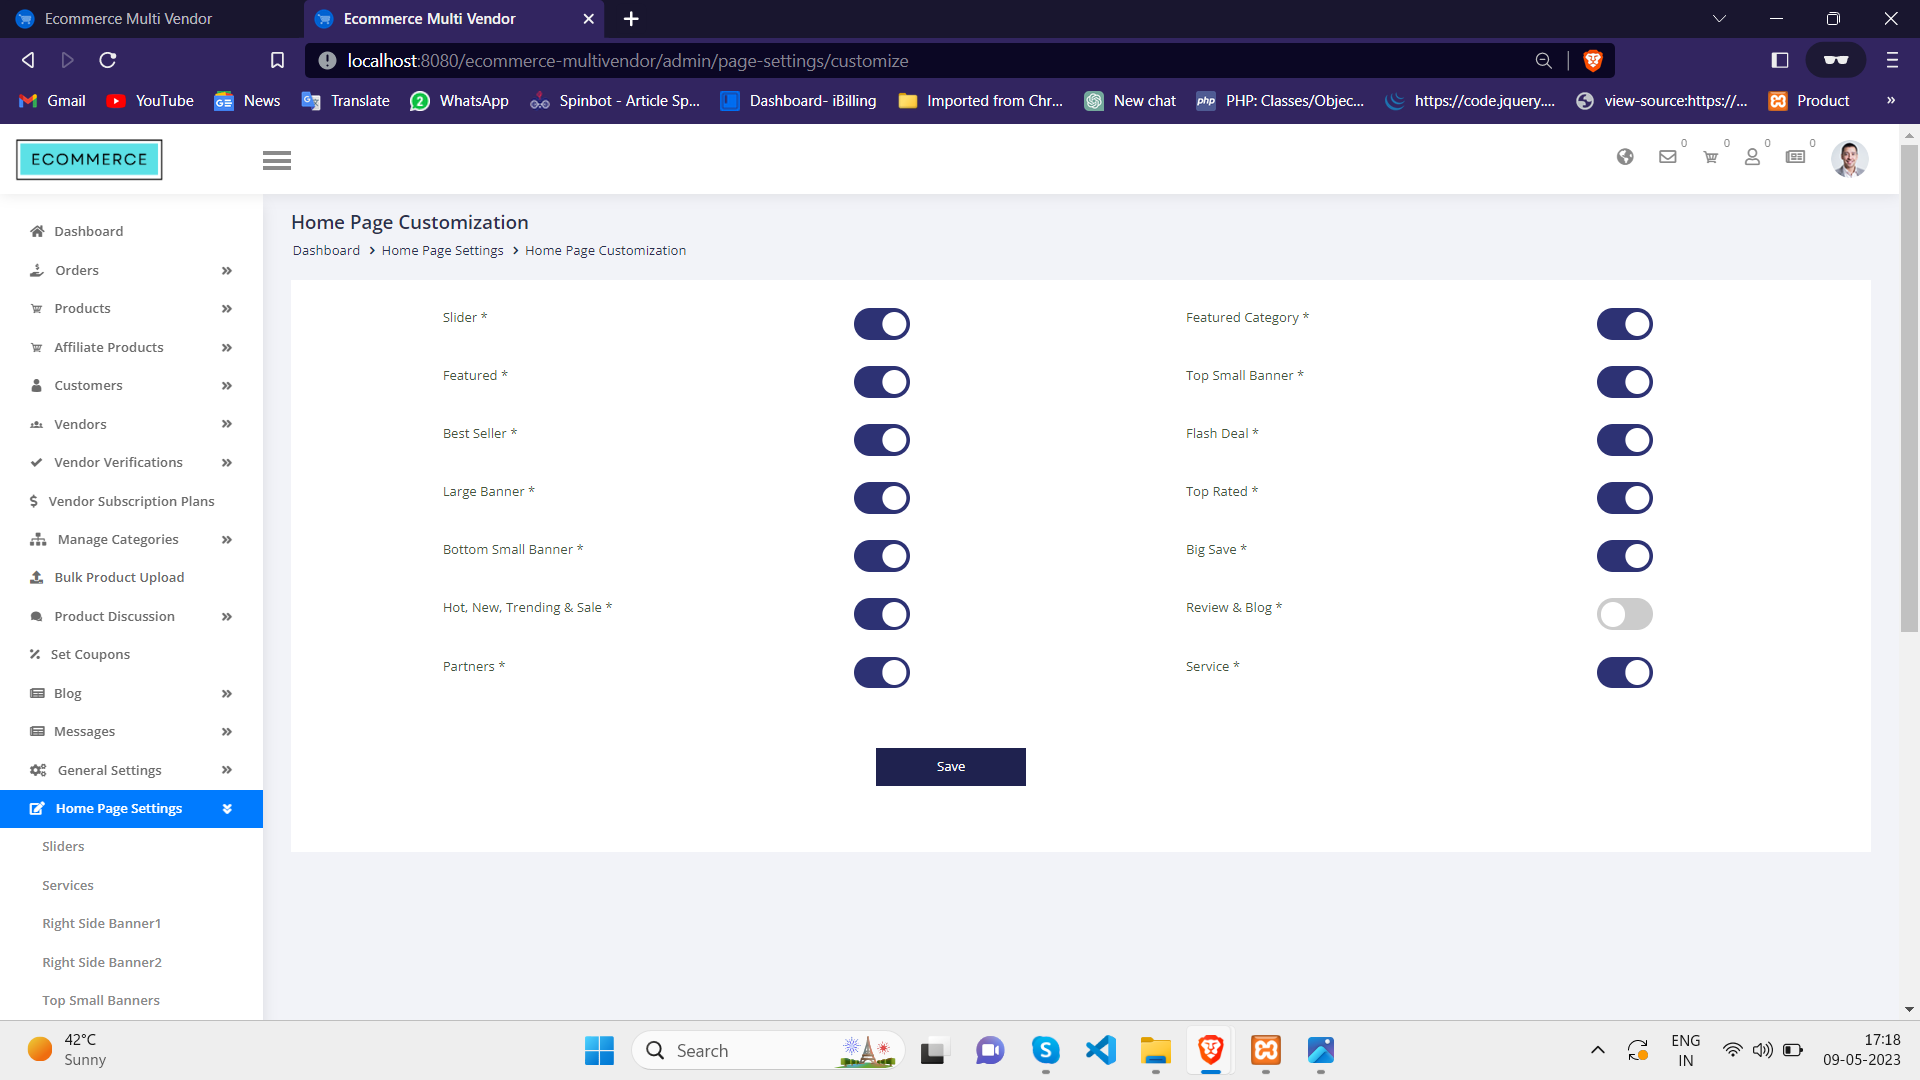 Ecommerce Multi Vendor
Ecommerce Multi Vendor
localhost:8080/ecommerce-multivendor/admin/page-settings/customize
Gmail YouTube News Translate WhatsApp Spinbot - Article Sp... Dashboard- iBilling Imported from Chr... New chat php PHP: Classes/Objec... https://code.jquery.... view-source:https://... Product »
ECOMMERCE
0 0 0 0
Home Page Customization
Dashboard > Home Page Settings > Home Page Customization
Dashboard
Orders
Products
Affiliate Products
Customers
Vendors
Vendor Verifications
Vendor Subscription Plans
Manage Categories
Bulk Product Upload
Product Discussion
Set Coupons
Blog
Messages
General Settings
Home Page Settings
Sliders
Services
Right Side Banner1
Right Side Banner2
Top Small Banners
Slider *
Featured Category *
Featured *
Top Small Banner *
Best Seller *
Flash Deal *
Large Banner *
Top Rated *
Bottom Small Banner *
Big Save *
Hot, New, Trending & Sale *
Review & Blog *
Partners *
Service *
Save
42°C
Sunny
Search
ENG
IN
17:18
09-05-2023